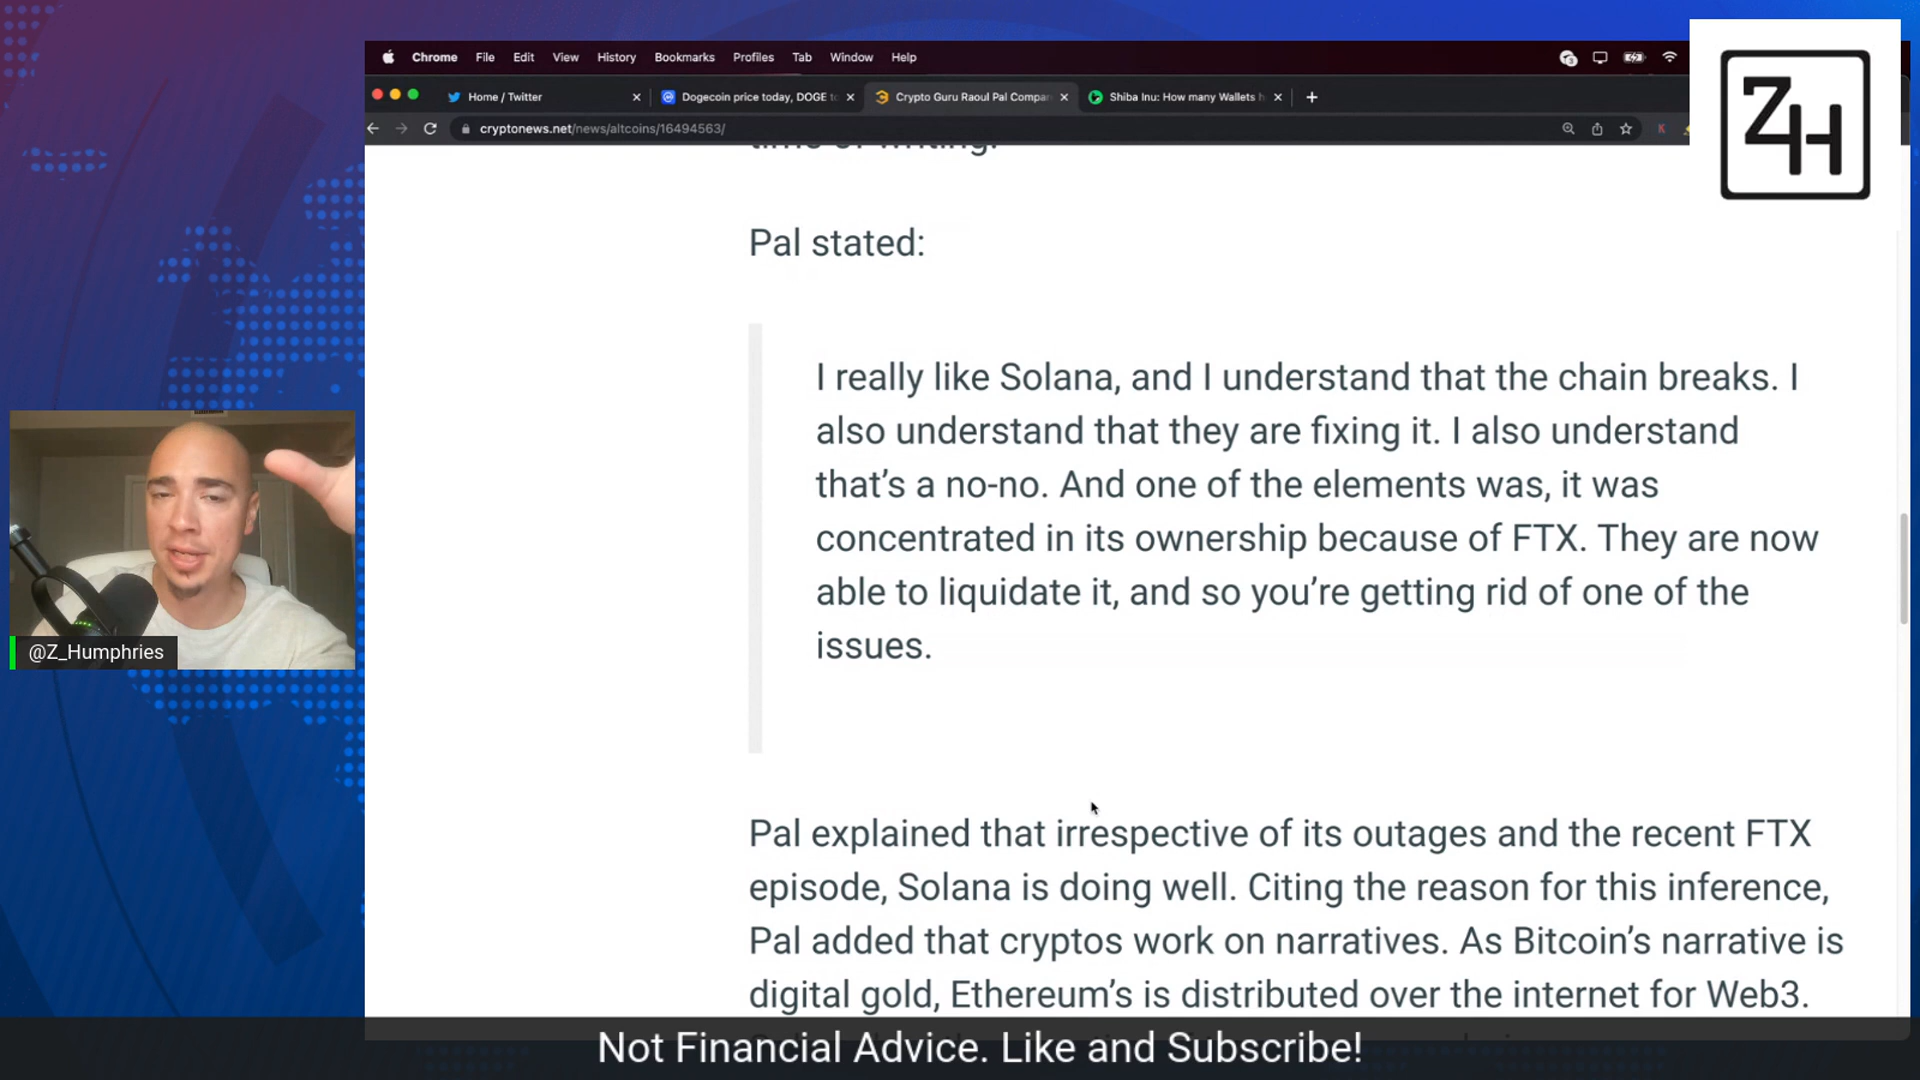 Chrome File Edit View History Bookmarks Profiles Tab Window Help
Home / Twitter
Dogecoin price today, DOGE to
Crypto Guru Raoul Pal Compar
Shiba Inu: How many Wallets h
cryptonews.net/news/altcoins/16494563/
ZH
time of writing.
Pal stated:
I really like Solana, and I understand that the chain breaks. I
also understand that they are fixing it. I also understand
that’s a no-no. And one of the elements was, it was
concentrated in its ownership because of FTX. They are now
able to liquidate it, and so you’re getting rid of one of the
issues.
@Z_Humphries
Pal explained that irrespective of its outages and the recent FTX
episode, Solana is doing well. Citing the reason for this inference,
Pal added that cryptos work on narratives. As Bitcoin’s narrative is
digital gold, Ethereum’s is distributed over the internet for Web3.
Not Financial Advice. Like and Subscribe!